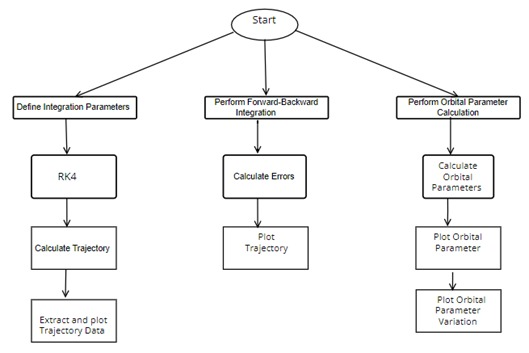 Start
Define Integration Parameters
Perform Forward-Backward
Integration
Perform Orbital Parameter
Calculation
RK4
Calculate Errors
Calculate
Orbital
Parameters
Calculate Trajectory
Plot
Trajectory
Plot Orbital
Parameter
Extract and plot
Trajectory Data
Plot Orbital
Parameter
Variation